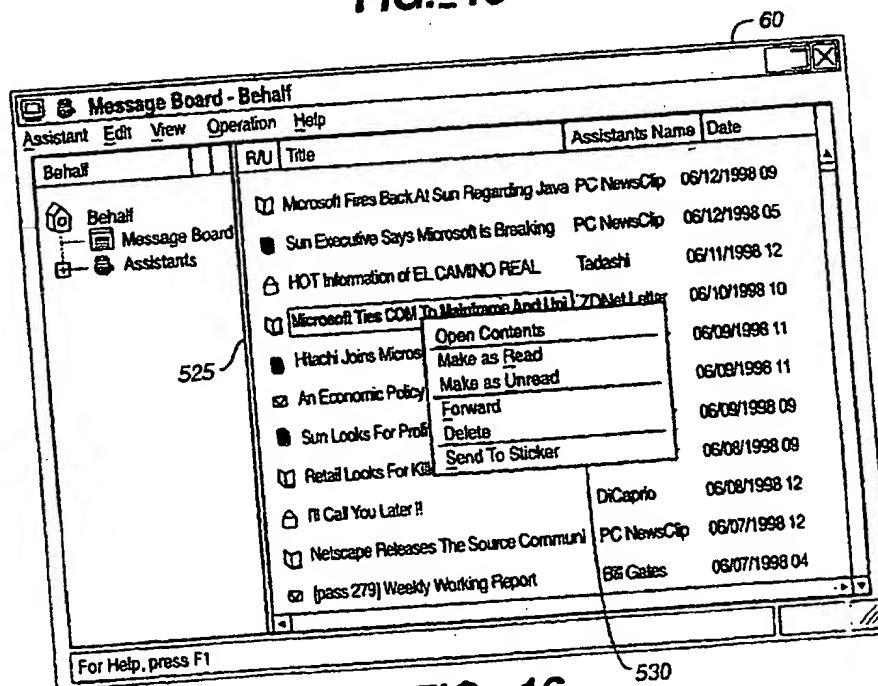 60
Message Board - Behalf
Assistant Edit View Operation Help
Behalf R/U Title Assistants Name Date
Behalf
Message Board
Assistants
Microsoft Fires Back At Sun Regarding Java PC NewsClip 06/12/1998 09
Sun Executive Says Microsoft Is Breaking PC NewsClip 06/12/1998 05
HOT Information of EL CAMINO REAL Tadashi 06/11/1998 12
Microsoft Ties COM To Mainframe And Uni ZDNet Letter 06/10/1998 10
Hitachi Joins Micros 06/09/1998 11
An Economic Policy 06/09/1998 11
Sun Looks For Profi 06/09/1998 09
Retail Looks For 06/08/1998 09
I'll Call You Later !! DiCaprio 06/08/1998 12
Netscape Releases The Source Communi PC NewsClip 06/07/1998 12
[pass 279] Weekly Working Report Bill Gates 06/07/1998 04
Open Contents
Make as Read
Make as Unread
Forward
Delete
Send To Sticker
525
For Help, press F1
530